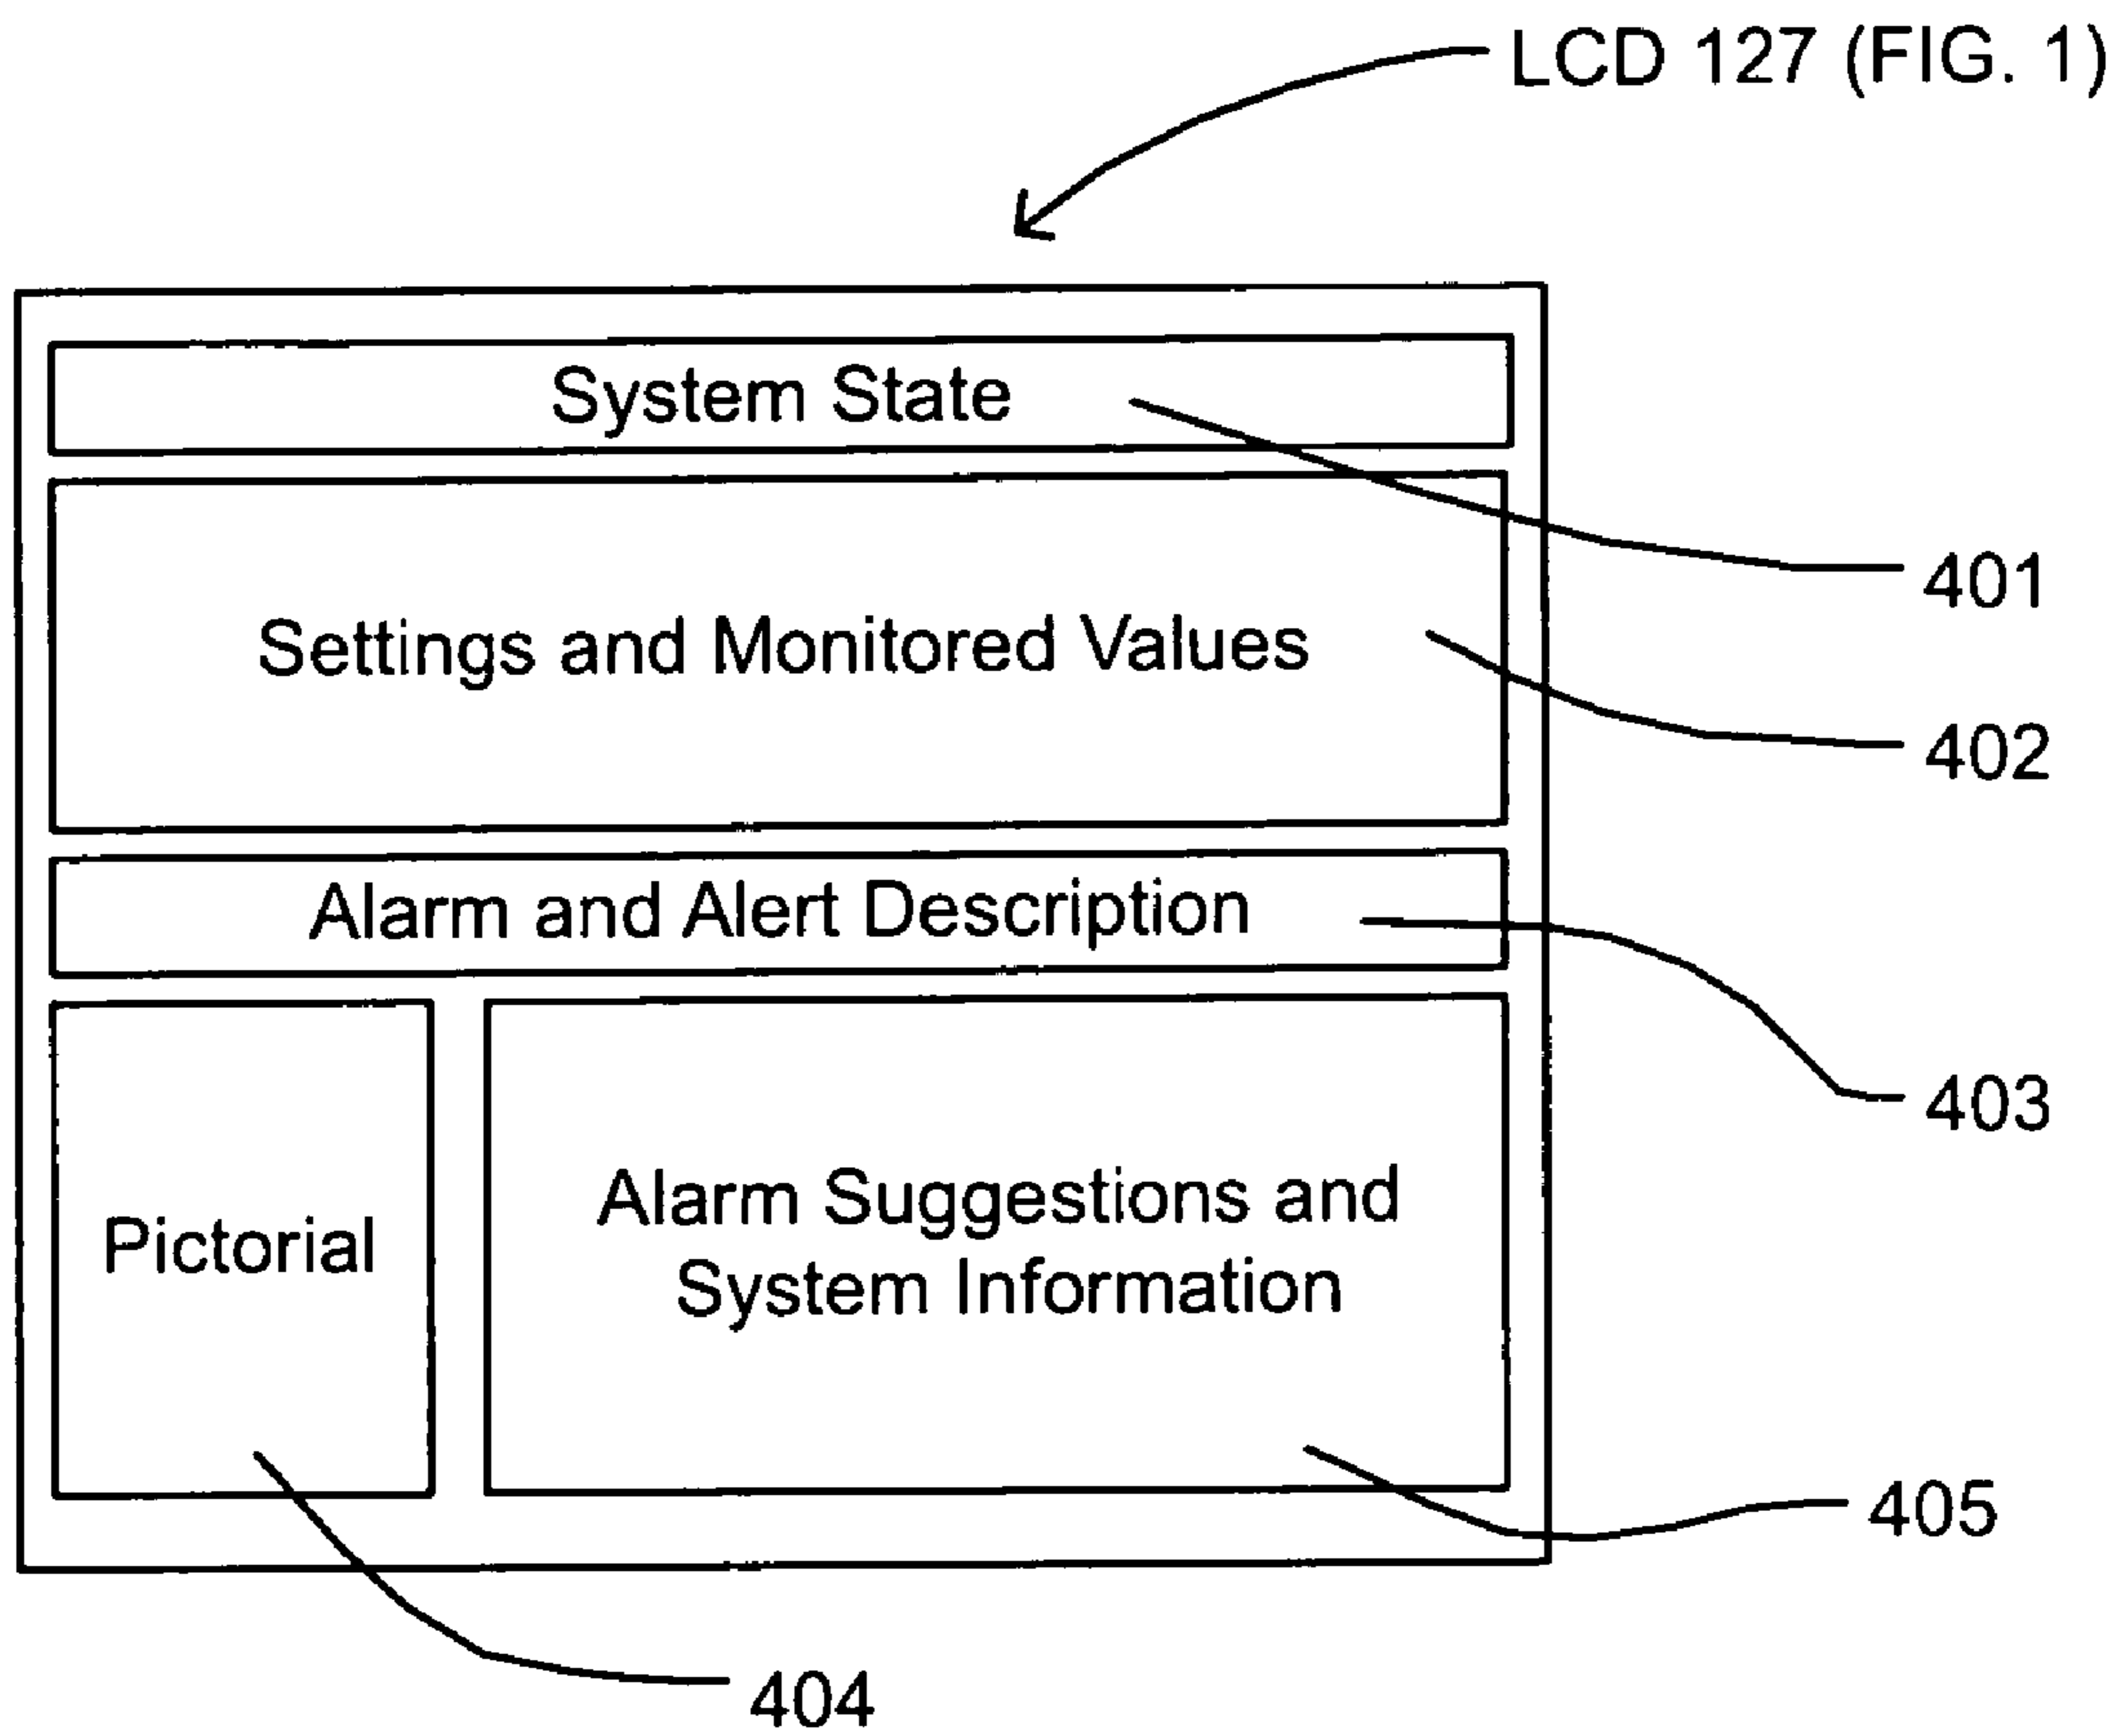 LCD 127 (FIG. 1)
System State
401
Settings and Monitored Values
402
Alarm and Alert Description
403
Pictorial
Alarm Suggestions and
System Information
405
404